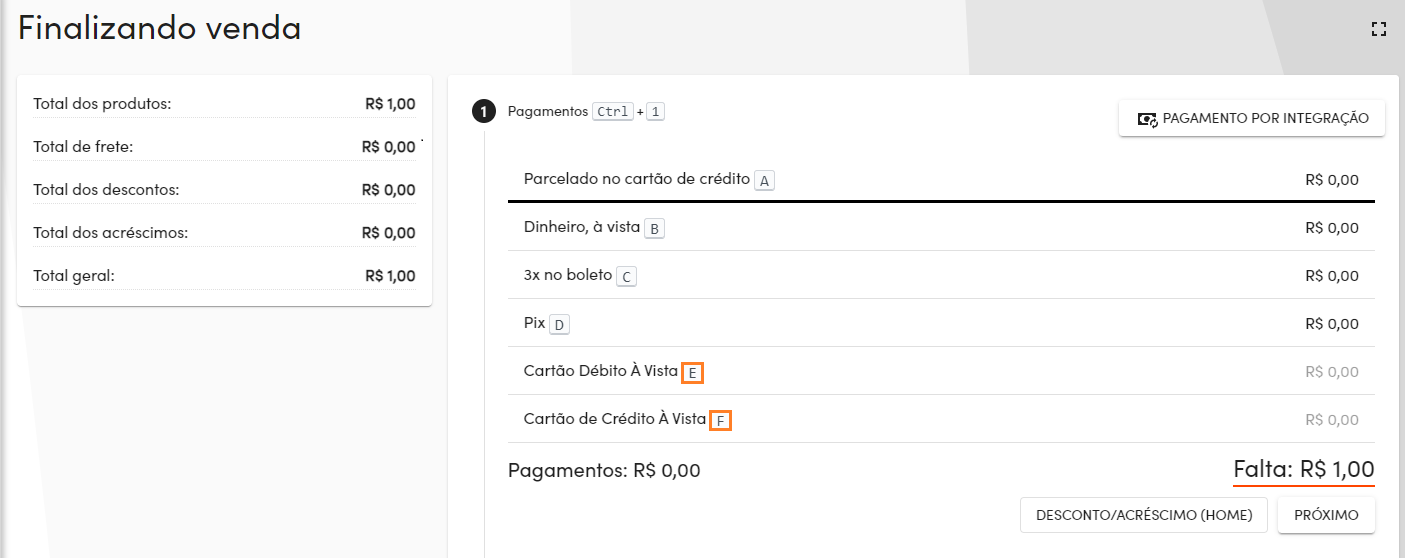 Finalizando venda
Total dos produtos: R$ 1,00
Total de frete: R$ 0,00
Total dos descontos: R$ 0,00
Total dos acréscimos: R$ 0,00
Total geral: R$ 1,00
1 Pagamentos Ctrl + 1
PAGAMENTO POR INTEGRAÇÃO
Parcelado no cartão de crédito A R$ 0,00
Dinheiro, à vista B R$ 0,00
3x no boleto C R$ 0,00
Pix D R$ 0,00
Cartão Débito À Vista E R$ 0,00
Cartão de Crédito À Vista F R$ 0,00
Pagamentos: R$ 0,00 Falta: R$ 1,00
DESCONTO/ACRÉSCIMO (HOME) PRÓXIMO